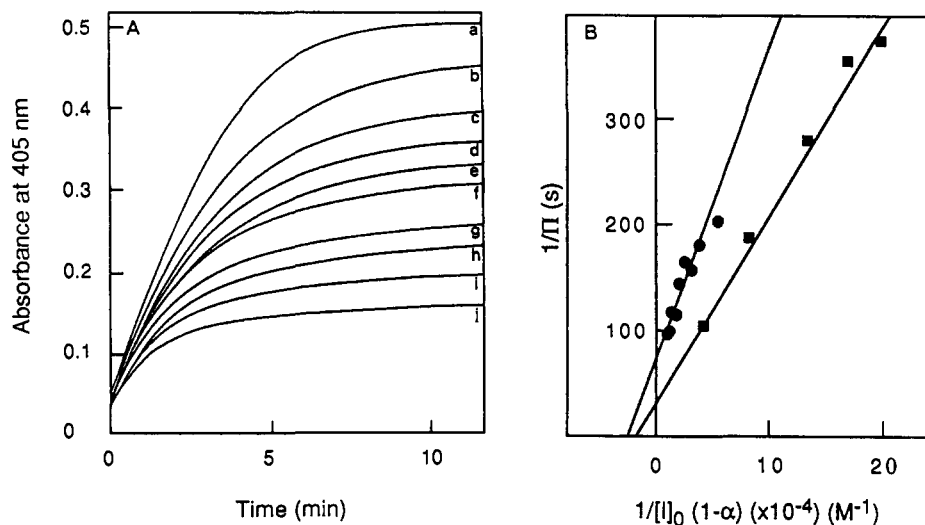 A
0.5
0.4
0.3
0.2
0.1
0
Absorbance at 405 nm
a
b
c
d
e
f
g
h
i
j
0
5
10
Time (min)
B
300
200
100
1/Π (s)
0
10
20
1/[I]₀ (1-α) (x10⁻⁴) (M⁻¹)